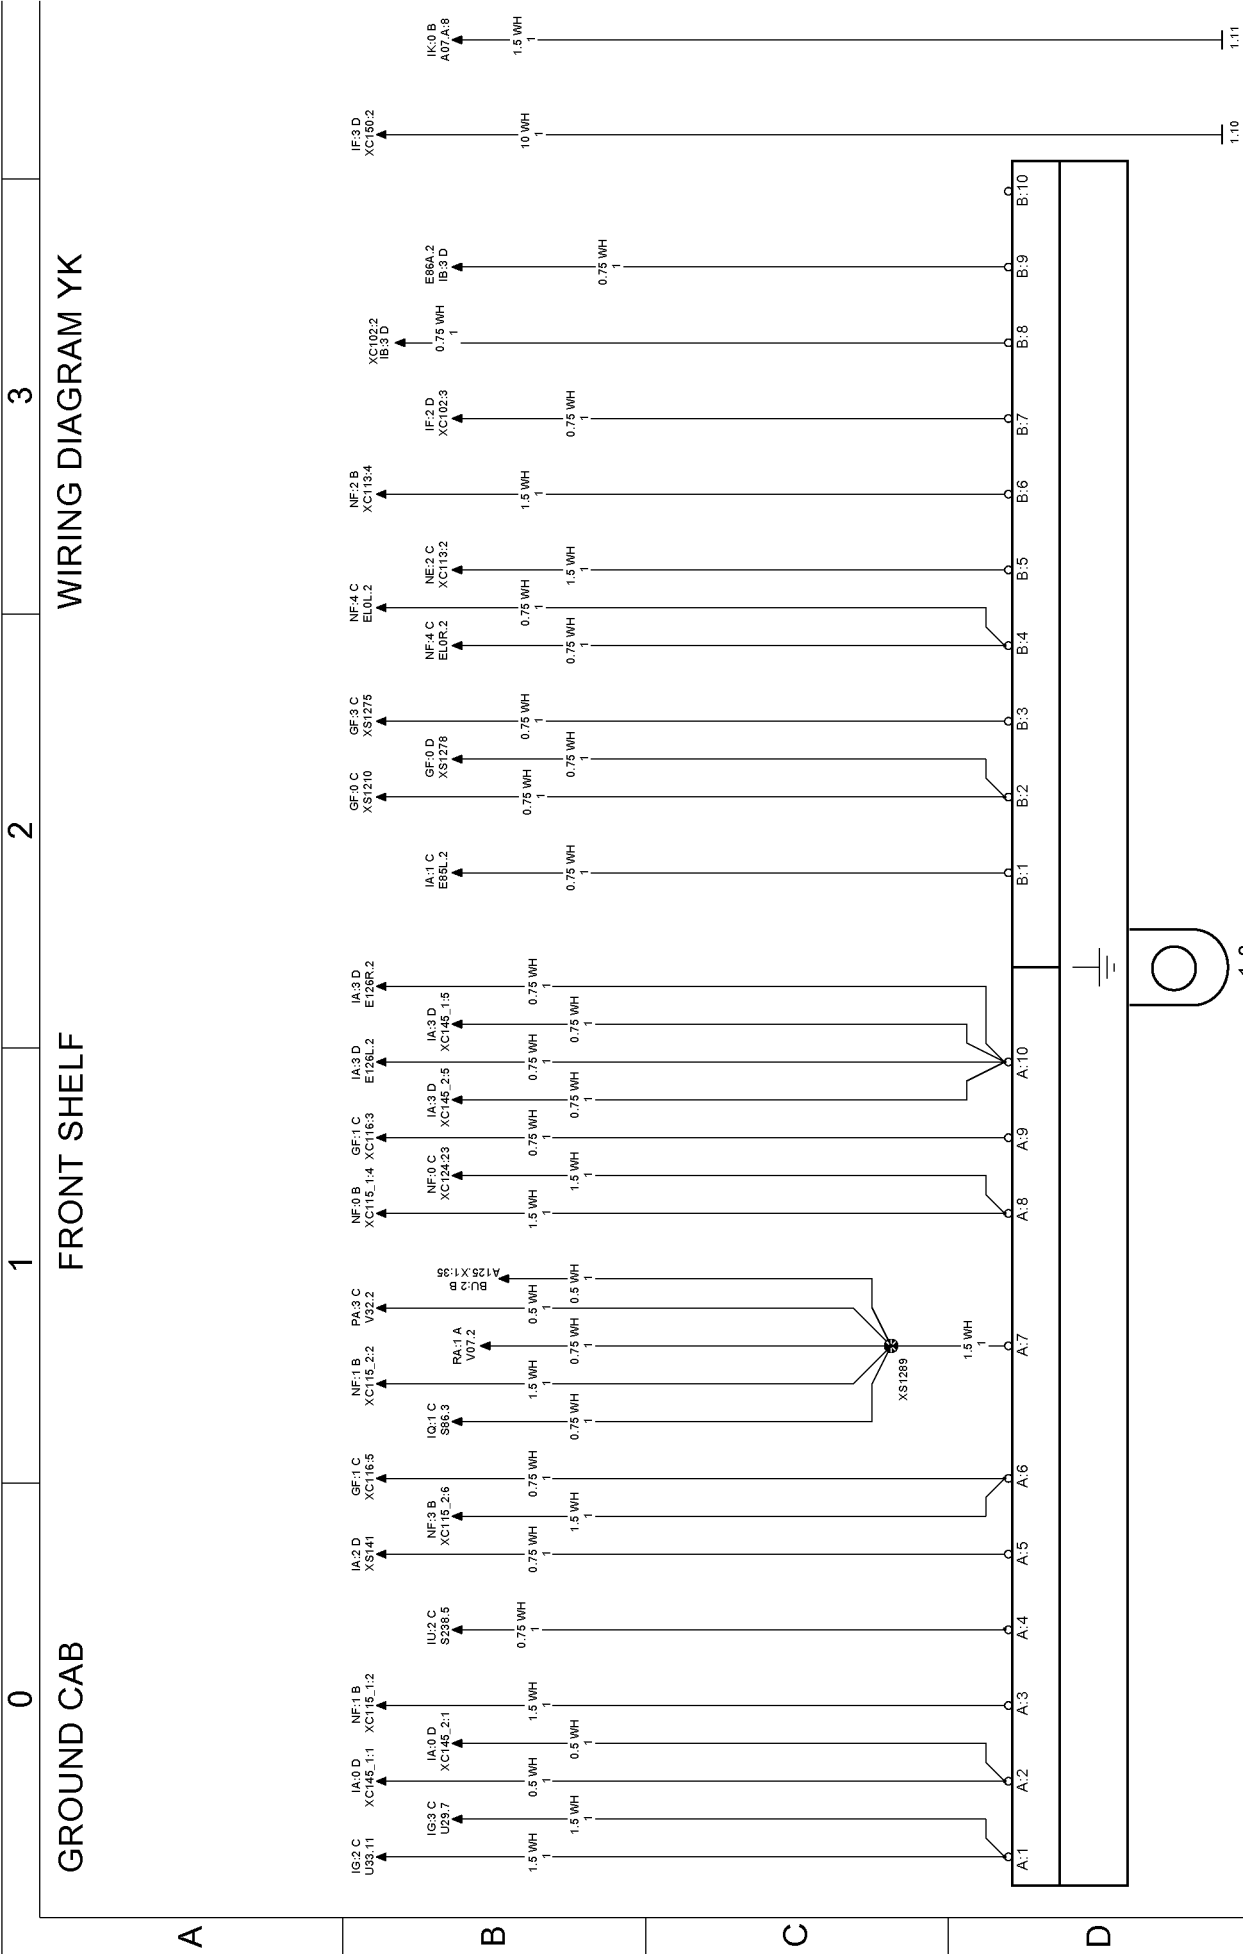 0
1
2
3
GROUND CAB
FRONT SHELF
WIRING DIAGRAM YK
A
B
C
D
IG:2 C
U33.11
1.5 WH
1
IG:3 C
U29.7
1.5 WH
1
IA:0 D
XC145_1:1
0.5 WH
1
IA:0 D
XC145_2:1
0.5 WH
1
NF:1 B
XC115_1:2
1.5 WH
1
IU:2 C
S238.5
0.75 WH
1
IA:2 D
XS141
0.75 WH
1
NF:3 B
XC115_2:6
1.5 WH
1
GF:1 C
XC116:5
0.75 WH
1
IQ:1 C
S86.3
0.75 WH
1
NF:1 B
XC115_2:2
1.5 WH
1
RA:1 A
V07.2
0.75 WH
1
PA:3 C
V32.2
0.5 WH
1
BU:2 B
A125.X1:35
0.5 WH
1
XS1289
1.5 WH
1
NF:0 B
XC115_1:4
1.5 WH
1
NF:0 C
XC124:23
1.5 WH
1
GF:1 C
XC116:3
0.75 WH
1
IA:3 D
XC145_2:5
0.75 WH
1
IA:3 D
E126L.2
0.75 WH
1
IA:3 D
XC145_1:5
0.75 WH
1
IA:3 D
E126R.2
0.75 WH
1
IA:1 C
E85L.2
0.75 WH
1
GF:0 C
XS1210
0.75 WH
1
GF:0 D
XS1278
0.75 WH
1
GF:3 C
XS1275
0.75 WH
1
NF:4 C
EL0R.2
0.75 WH
1
NF:4 C
EL0L.2
0.75 WH
1
NE:2 C
XC113:2
1.5 WH
1
NF:2 B
XC113:4
1.5 WH
1
IF:2 D
XC102:3
0.75 WH
1
XC102:2
IB:3 D
0.75 WH
1
E86A.2
IB:3 D
0.75 WH
1
IF:3 D
XC150:2
10 WH
1
1.10
IK:0 B
A07.A:8
1.5 WH
1
1.11
A:1
A:2
A:3
A:4
A:5
A:6
A:7
A:8
A:9
A:10
B:1
B:2
B:3
B:4
B:5
B:6
B:7
B:8
B:9
B:10